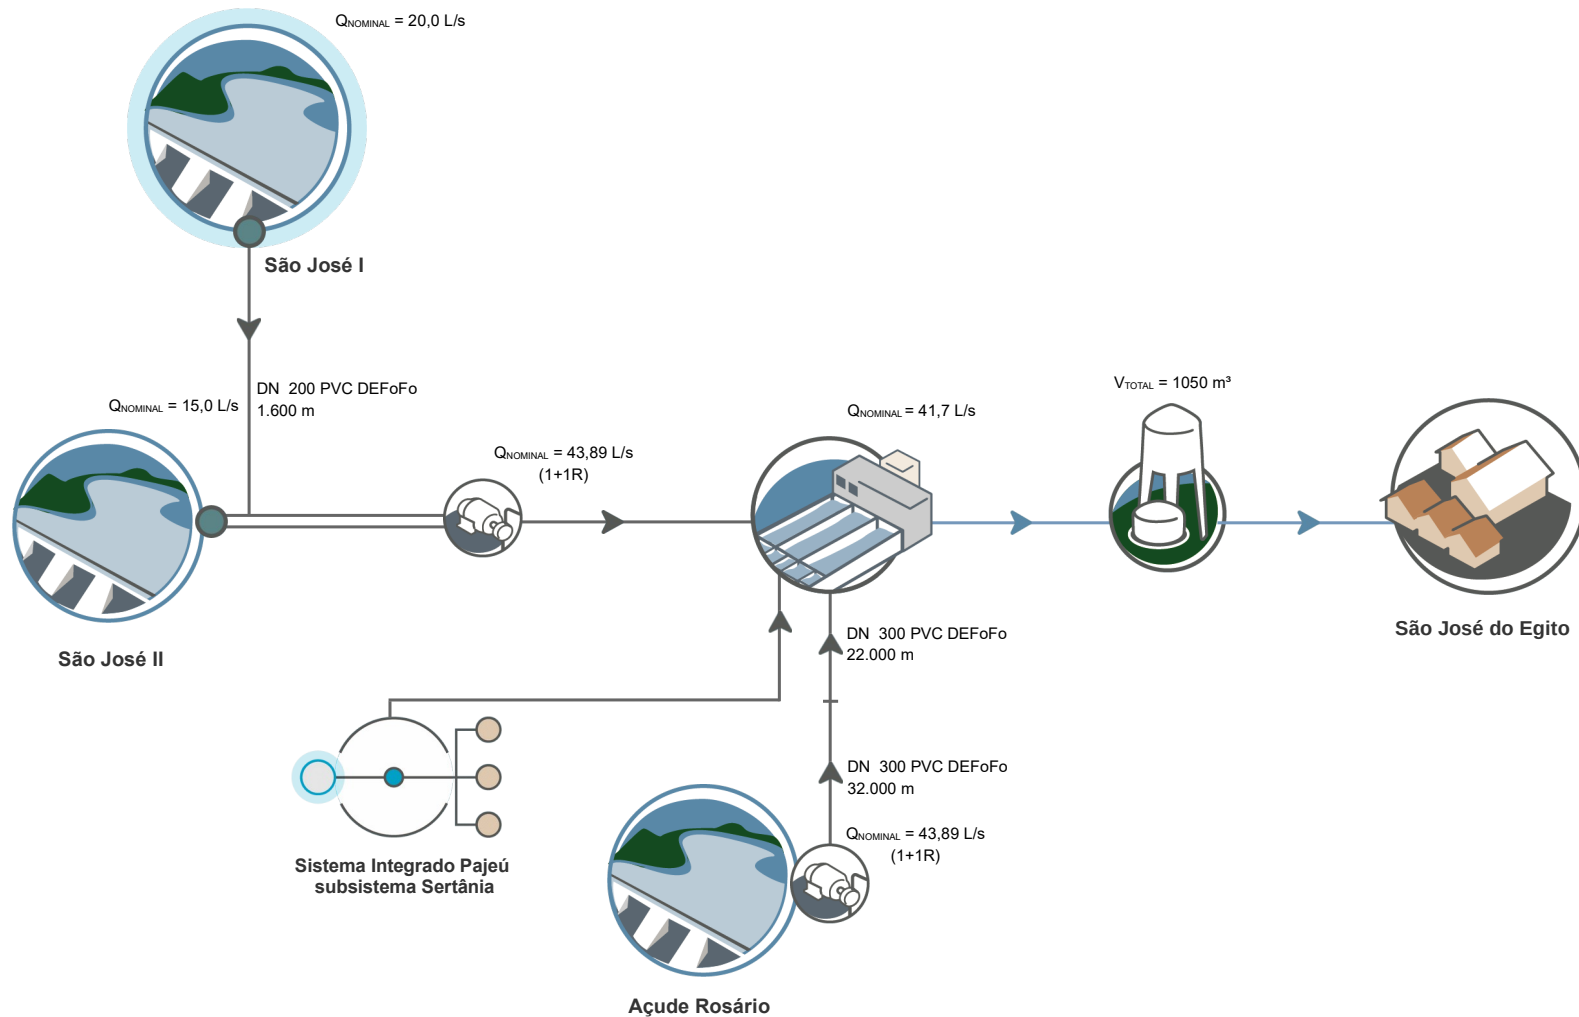 QNOMINAL = 20,0 L/s
São José I
DN 200 PVC DEFoFo
1.600 m
QNOMINAL = 15,0 L/s
São José II
QNOMINAL = 43,89 L/s
(1+1R)
QNOMINAL = 41,7 L/s
VTOTAL = 1050 m³
São José do Egito
DN 300 PVC DEFoFo
22.000 m
DN 300 PVC DEFoFo
32.000 m
QNOMINAL = 43,89 L/s
(1+1R)
Sistema Integrado Pajeú
subsistema Sertânia
Açude Rosário